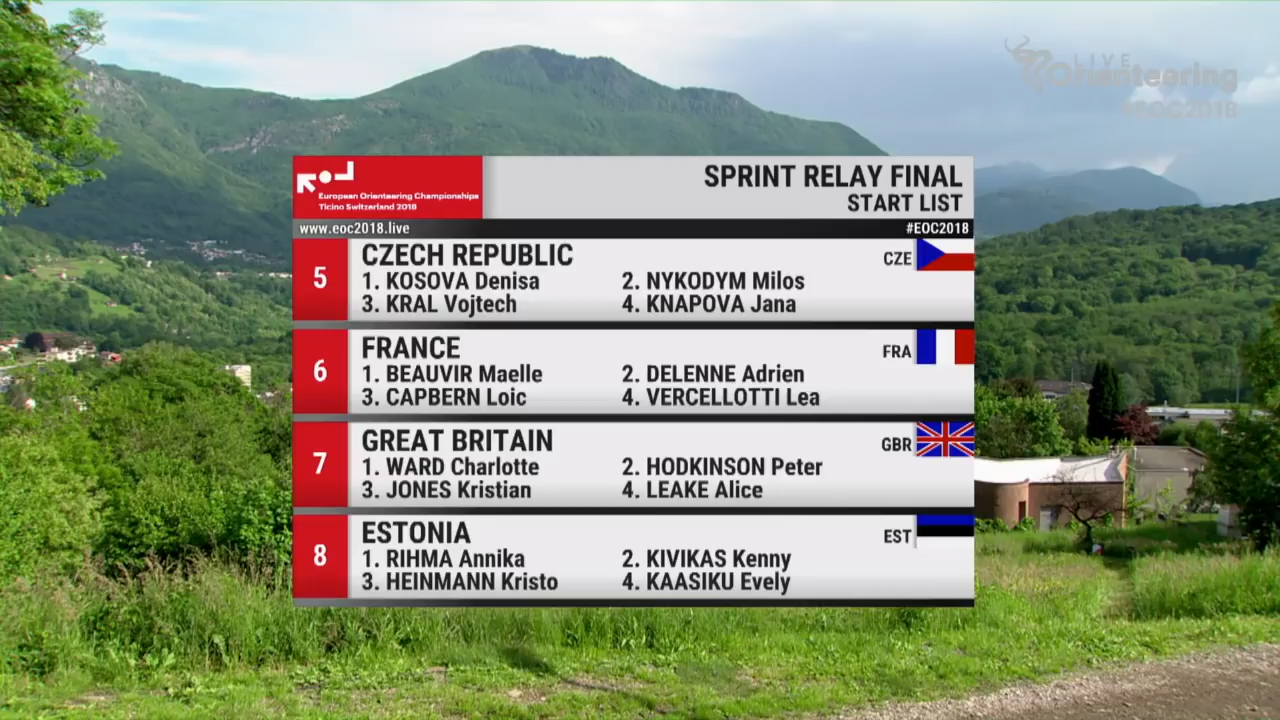 LIVE
Orienteering
#EOC2018
European Orienteering Championships
Ticino Switzerland 2018
SPRINT RELAY FINAL
START LIST
www.eoc2018.live
#EOC2018
5
CZECH REPUBLIC
CZE
1. KOSOVA Denisa
2. NYKODYM Milos
3. KRAL Vojtech
4. KNAPOVA Jana
6
FRANCE
FRA
1. BEAUVIR Maelle
2. DELENNE Adrien
3. CAPBERN Loic
4. VERCELLOTTI Lea
7
GREAT BRITAIN
GBR
1. WARD Charlotte
2. HODKINSON Peter
3. JONES Kristian
4. LEAKE Alice
8
ESTONIA
EST
1. RIHMA Annika
2. KIVIKAS Kenny
3. HEINMANN Kristo
4. KAASIKU Evely